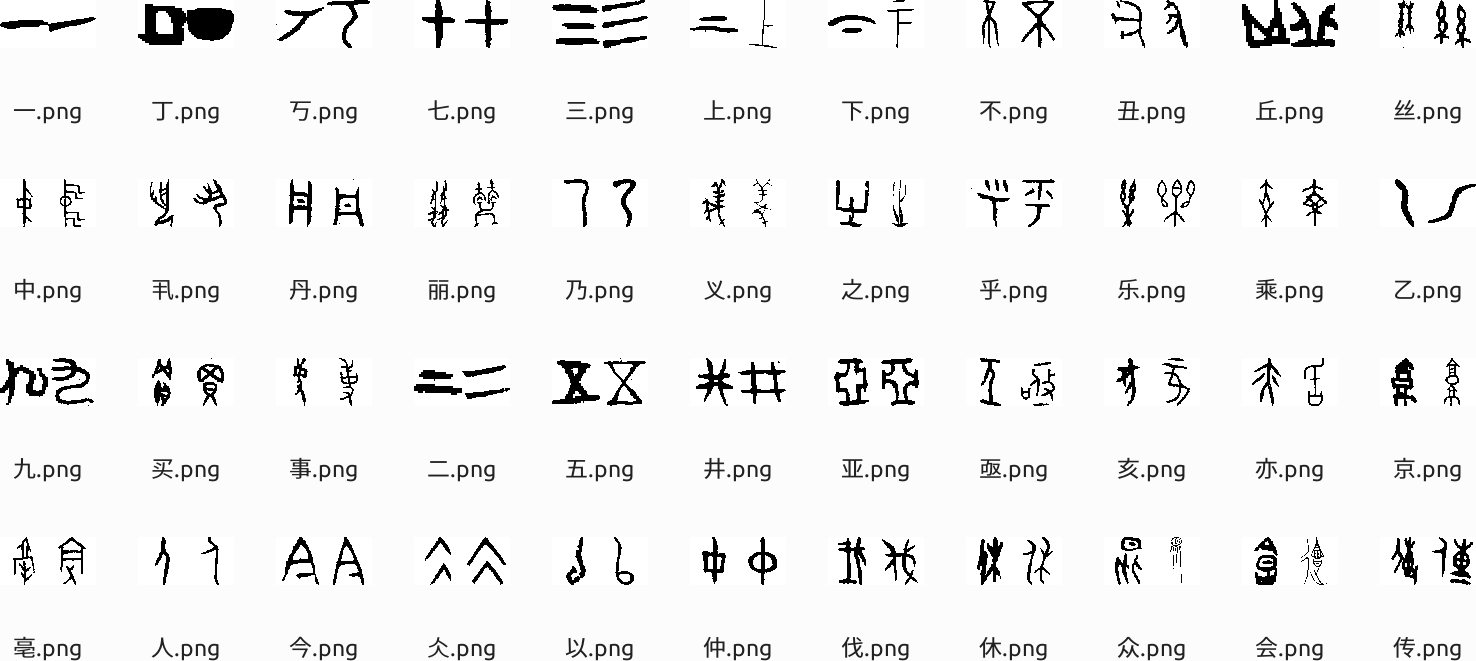 一.png 丁.png 丂.png 七.png 三.png 上.png 下.png 不.png 丑.png 丘.png 丝.png
中.png 丮.png 丹.png 丽.png 乃.png 义.png 之.png 乎.png 乐.png 乘.png 乙.png
九.png 买.png 事.png 二.png 五.png 井.png 亚.png 亟.png 亥.png 亦.png 京.png
亳.png 人.png 今.png 仌.png 以.png 仲.png 伐.png 休.png 众.png 会.png 传.png